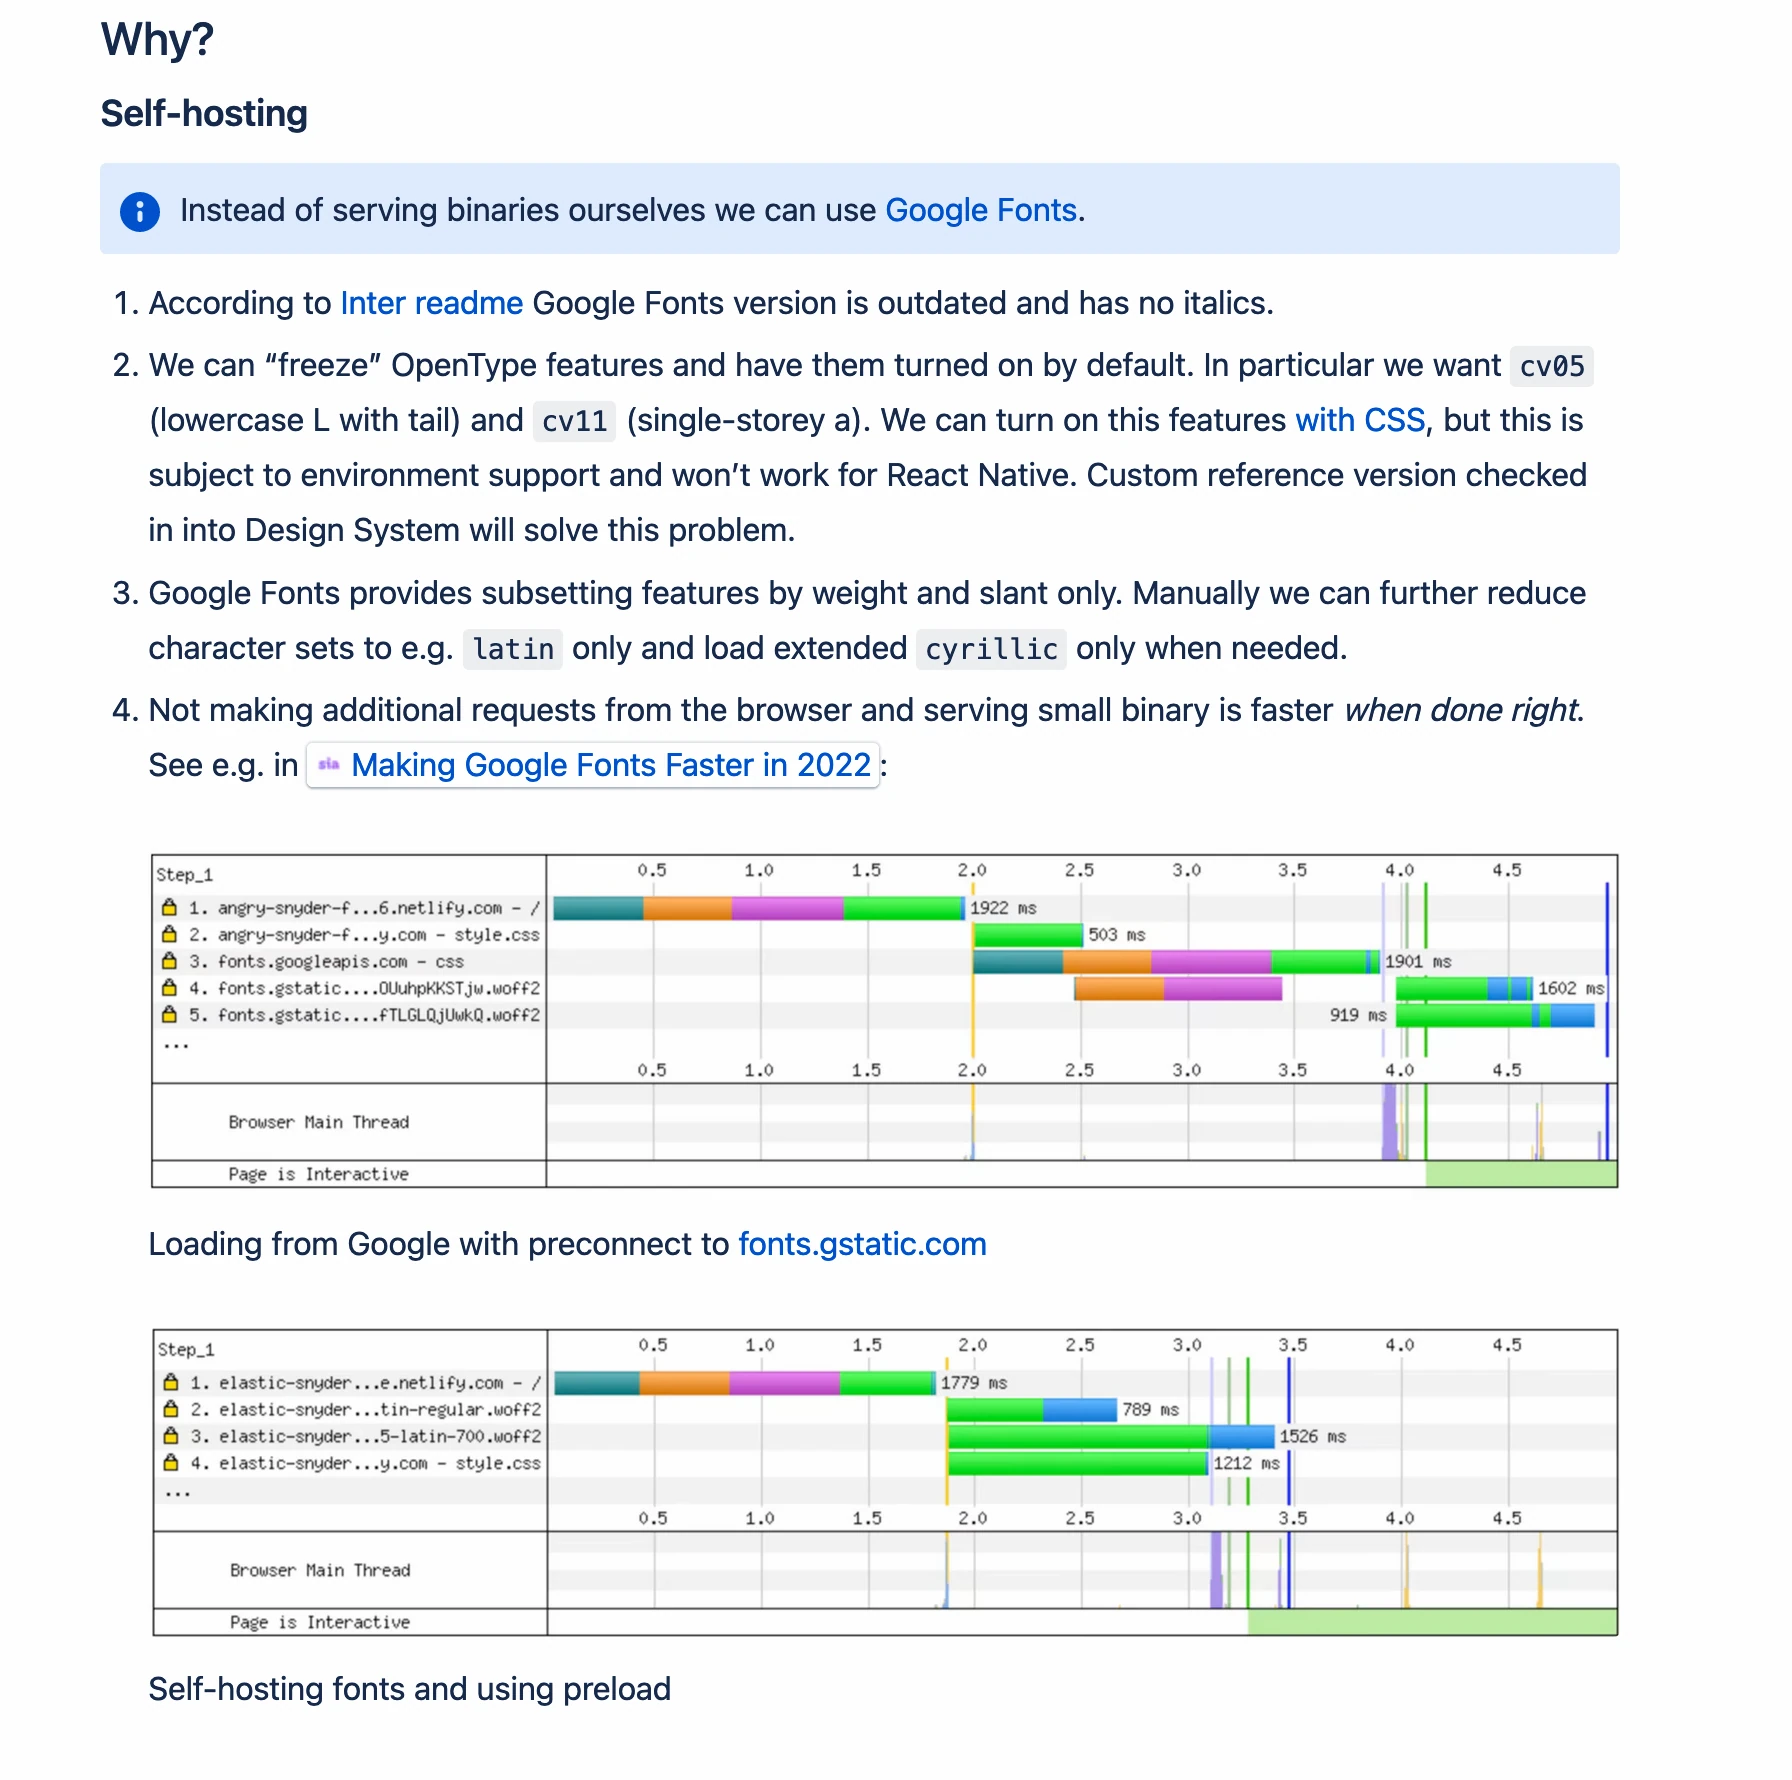 Why?
Self-hosting
Instead of serving binaries ourselves we can use Google Fonts.
1. According to Inter readme Google Fonts version is outdated and has no italics.
2. We can “freeze” OpenType features and have them turned on by default. In particular we want cv05
(lowercase L with tail) and cv11 (single-storey a). We can turn on this features with CSS, but this is
subject to environment support and won’t work for React Native. Custom reference version checked
in into Design System will solve this problem.
3. Google Fonts provides subsetting features by weight and slant only. Manually we can further reduce
character sets to e.g. latin only and load extended cyrillic only when needed.
4. Not making additional requests from the browser and serving small binary is faster when done right.
See e.g. in sia Making Google Fonts Faster in 2022:
Step_1 0.5 1.0 1.5 2.0 2.5 3.0 3.5 4.0 4.5
1. angry-snyder-f...6.netlify.com - / 1922 ms
2. angry-snyder-f...y.com - style.css 503 ms
3. fonts.googleapis.com - css 1901 ms
4. fonts.gstatic....OUuhpKKSTjw.woff2 1602 ms
5. fonts.gstatic....fTLGLQjUwkQ.woff2 919 ms
...
0.5 1.0 1.5 2.0 2.5 3.0 3.5 4.0 4.5
Browser Main Thread
Page is Interactive
Loading from Google with preconnect to fonts.gstatic.com
Step_1 0.5 1.0 1.5 2.0 2.5 3.0 3.5 4.0 4.5
1. elastic-snyder...e.netlify.com - / 1779 ms
2. elastic-snyder...tin-regular.woff2 789 ms
3. elastic-snyder...5-latin-700.woff2 1526 ms
4. elastic-snyder...y.com - style.css 1212 ms
...
0.5 1.0 1.5 2.0 2.5 3.0 3.5 4.0 4.5
Browser Main Thread
Page is Interactive
Self-hosting fonts and using preload